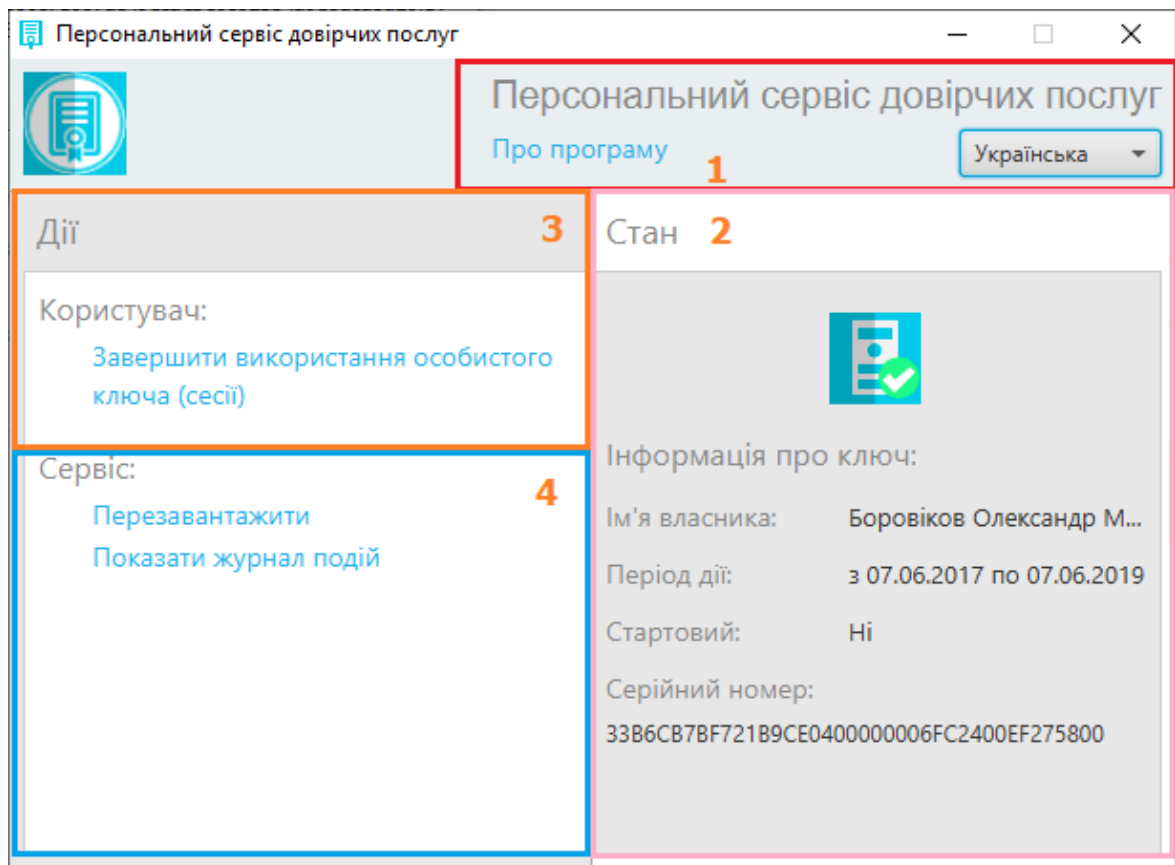 Персональний сервіс довірчих послуг
Персональний сервіс довірчих послуг
Про програму
1
Українська
Дії
3
Користувач:
Завершити використання особистого
ключа (сесії)
Сервіс:
4
Перезавантажити
Показати журнал подій
Стан 2
Інформація про ключ:
Ім'я власника: Боровіков Олександр М...
Період дії: з 07.06.2017 по 07.06.2019
Стартовий: Ні
Серійний номер:
33B6CB7BF721B9CE0400000006FC2400EF275800